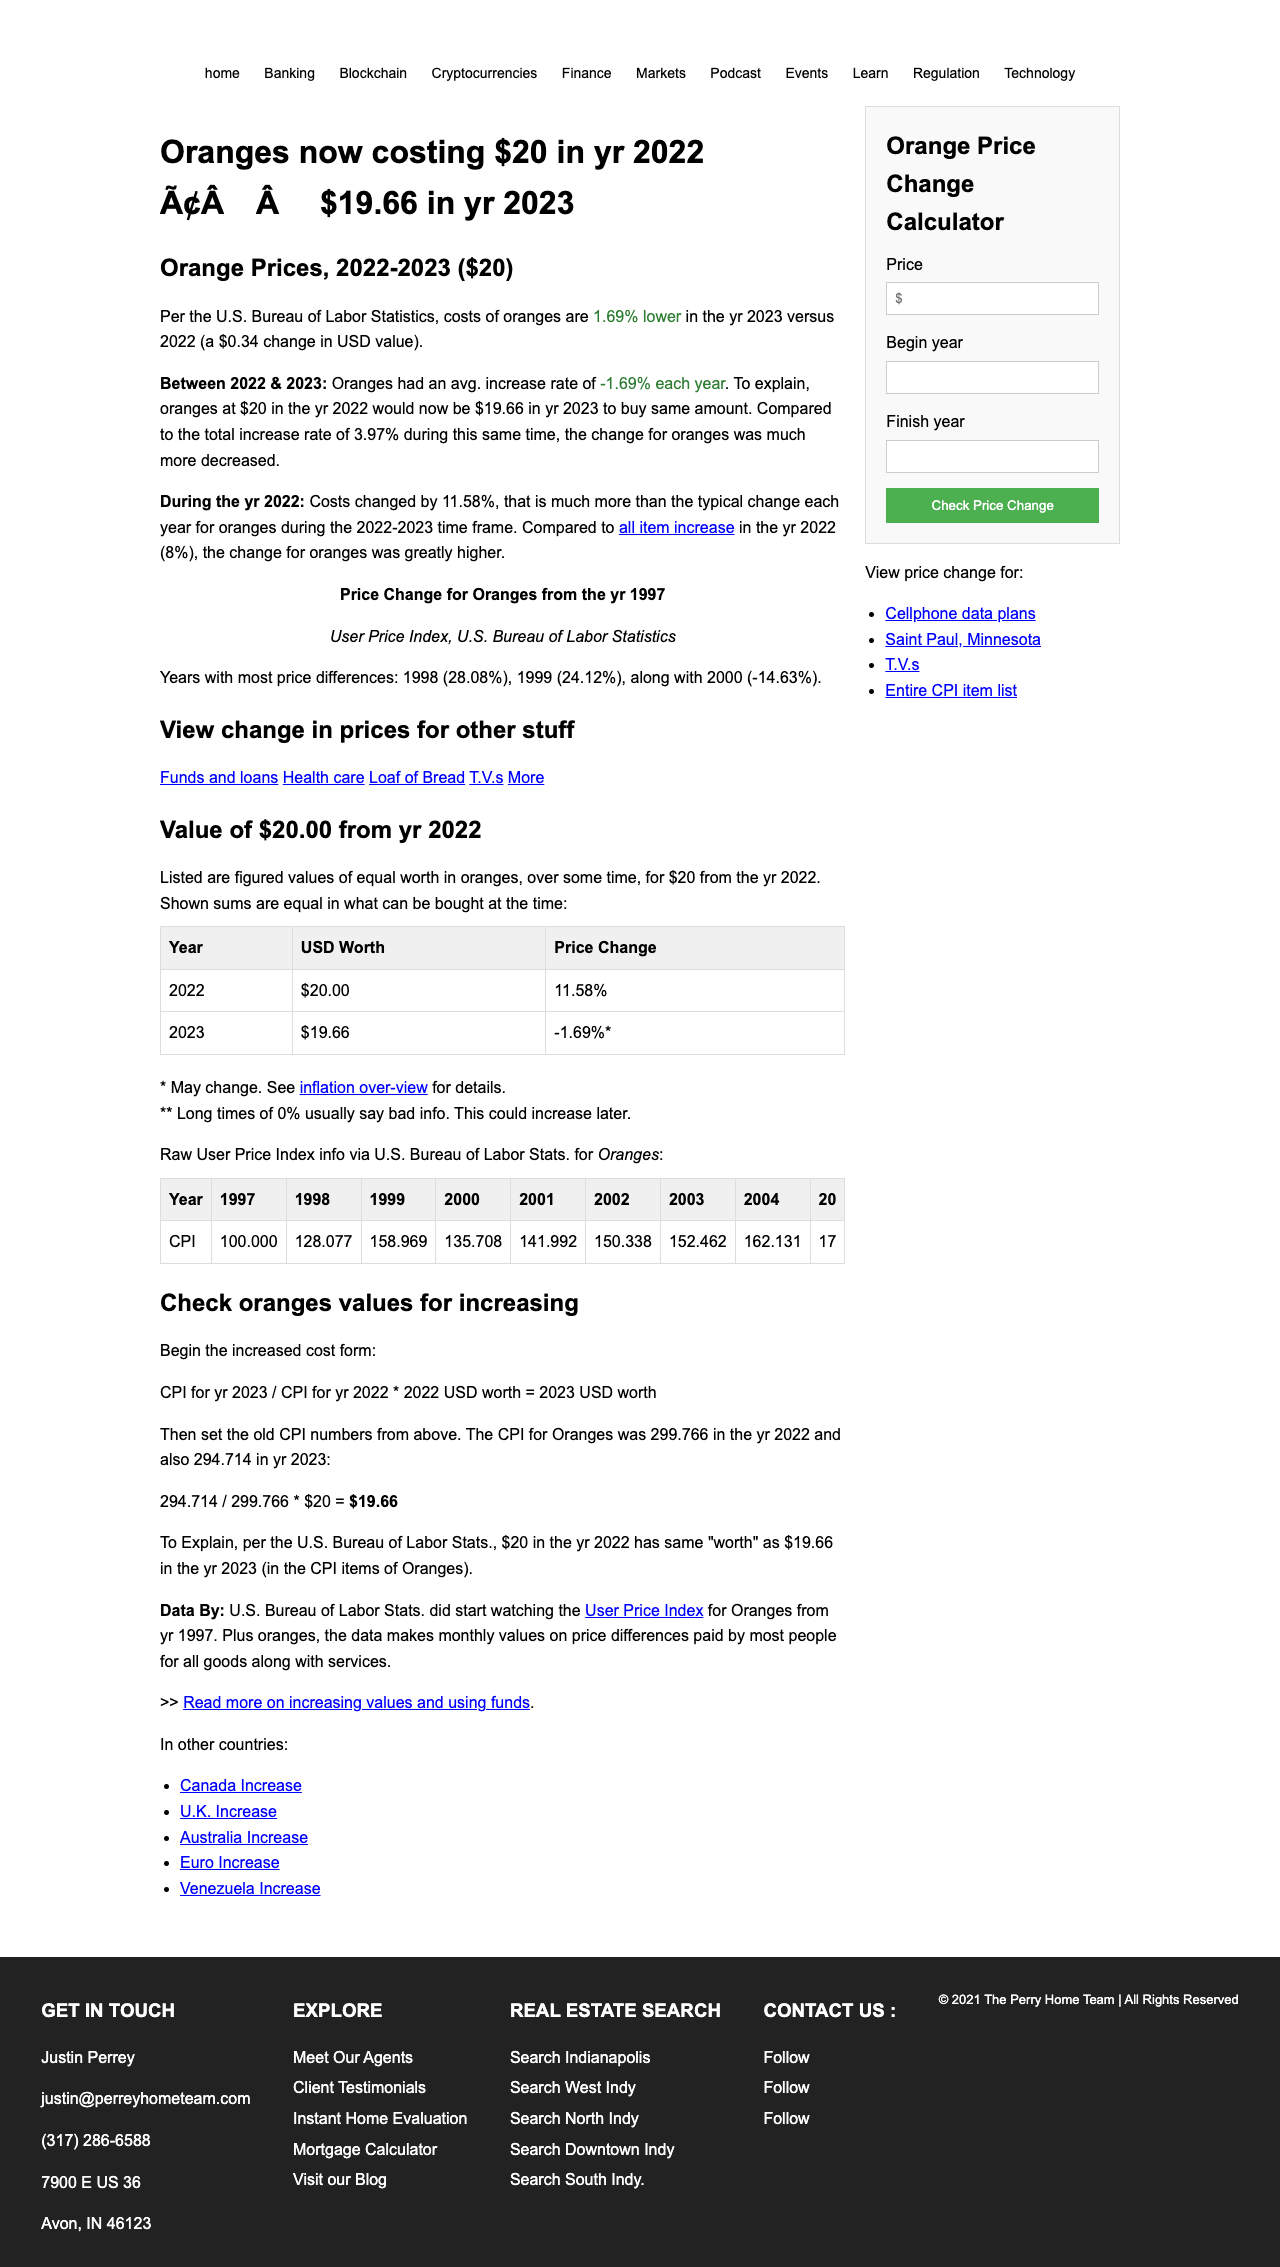 home Banking Blockchain Cryptocurrencies Finance Markets Podcast Events Learn Regulation Technology
Oranges now costing $20 in yr 2022
Ã¢Â Â $19.66 in yr 2023
Orange Prices, 2022-2023 ($20)
Per the U.S. Bureau of Labor Statistics, costs of oranges are 1.69% lower in the yr 2023 versus
2022 (a $0.34 change in USD value).
Between 2022 & 2023: Oranges had an avg. increase rate of -1.69% each year. To explain,
oranges at $20 in the yr 2022 would now be $19.66 in yr 2023 to buy same amount. Compared
to the total increase rate of 3.97% during this same time, the change for oranges was much
more decreased.
During the yr 2022: Costs changed by 11.58%, that is much more than the typical change each
year for oranges during the 2022-2023 time frame. Compared to all item increase in the yr 2022
(8%), the change for oranges was greatly higher.
Price Change for Oranges from the yr 1997
User Price Index, U.S. Bureau of Labor Statistics
Years with most price differences: 1998 (28.08%), 1999 (24.12%), along with 2000 (-14.63%).
View change in prices for other stuff
Funds and loans Health care Loaf of Bread T.V.s More
Value of $20.00 from yr 2022
Listed are figured values of equal worth in oranges, over some time, for $20 from the yr 2022.
Shown sums are equal in what can be bought at the time:
Year USD Worth Price Change
2022 $20.00 11.58%
2023 $19.66 -1.69%*
* May change. See inflation over-view for details.
** Long times of 0% usually say bad info. This could increase later.
Raw User Price Index info via U.S. Bureau of Labor Stats. for Oranges:
Year 1997 1998 1999 2000 2001 2002 2003 2004 20
CPI 100.000 128.077 158.969 135.708 141.992 150.338 152.462 162.131 17
Check oranges values for increasing
Begin the increased cost form:
CPI for yr 2023 / CPI for yr 2022 * 2022 USD worth = 2023 USD worth
Then set the old CPI numbers from above. The CPI for Oranges was 299.766 in the yr 2022 and
also 294.714 in yr 2023:
294.714 / 299.766 * $20 = $19.66
To Explain, per the U.S. Bureau of Labor Stats., $20 in the yr 2022 has same "worth" as $19.66
in the yr 2023 (in the CPI items of Oranges).
Data By: U.S. Bureau of Labor Stats. did start watching the User Price Index for Oranges from
yr 1997. Plus oranges, the data makes monthly values on price differences paid by most people
for all goods along with services.
>> Read more on increasing values and using funds.
In other countries:
• Canada Increase
• U.K. Increase
• Australia Increase
• Euro Increase
• Venezuela Increase
Orange Price
Change
Calculator
Price
$
Begin year
Finish year
Check Price Change
View price change for:
• Cellphone data plans
• Saint Paul, Minnesota
• T.V.s
• Entire CPI item list
GET IN TOUCH
Justin Perrey
justin@perreyhometeam.com
(317) 286-6588
7900 E US 36
Avon, IN 46123
EXPLORE
Meet Our Agents
Client Testimonials
Instant Home Evaluation
Mortgage Calculator
Visit our Blog
REAL ESTATE SEARCH
Search Indianapolis
Search West Indy
Search North Indy
Search Downtown Indy
Search South Indy.
CONTACT US :
Follow
Follow
Follow
© 2021 The Perry Home Team | All Rights Reserved